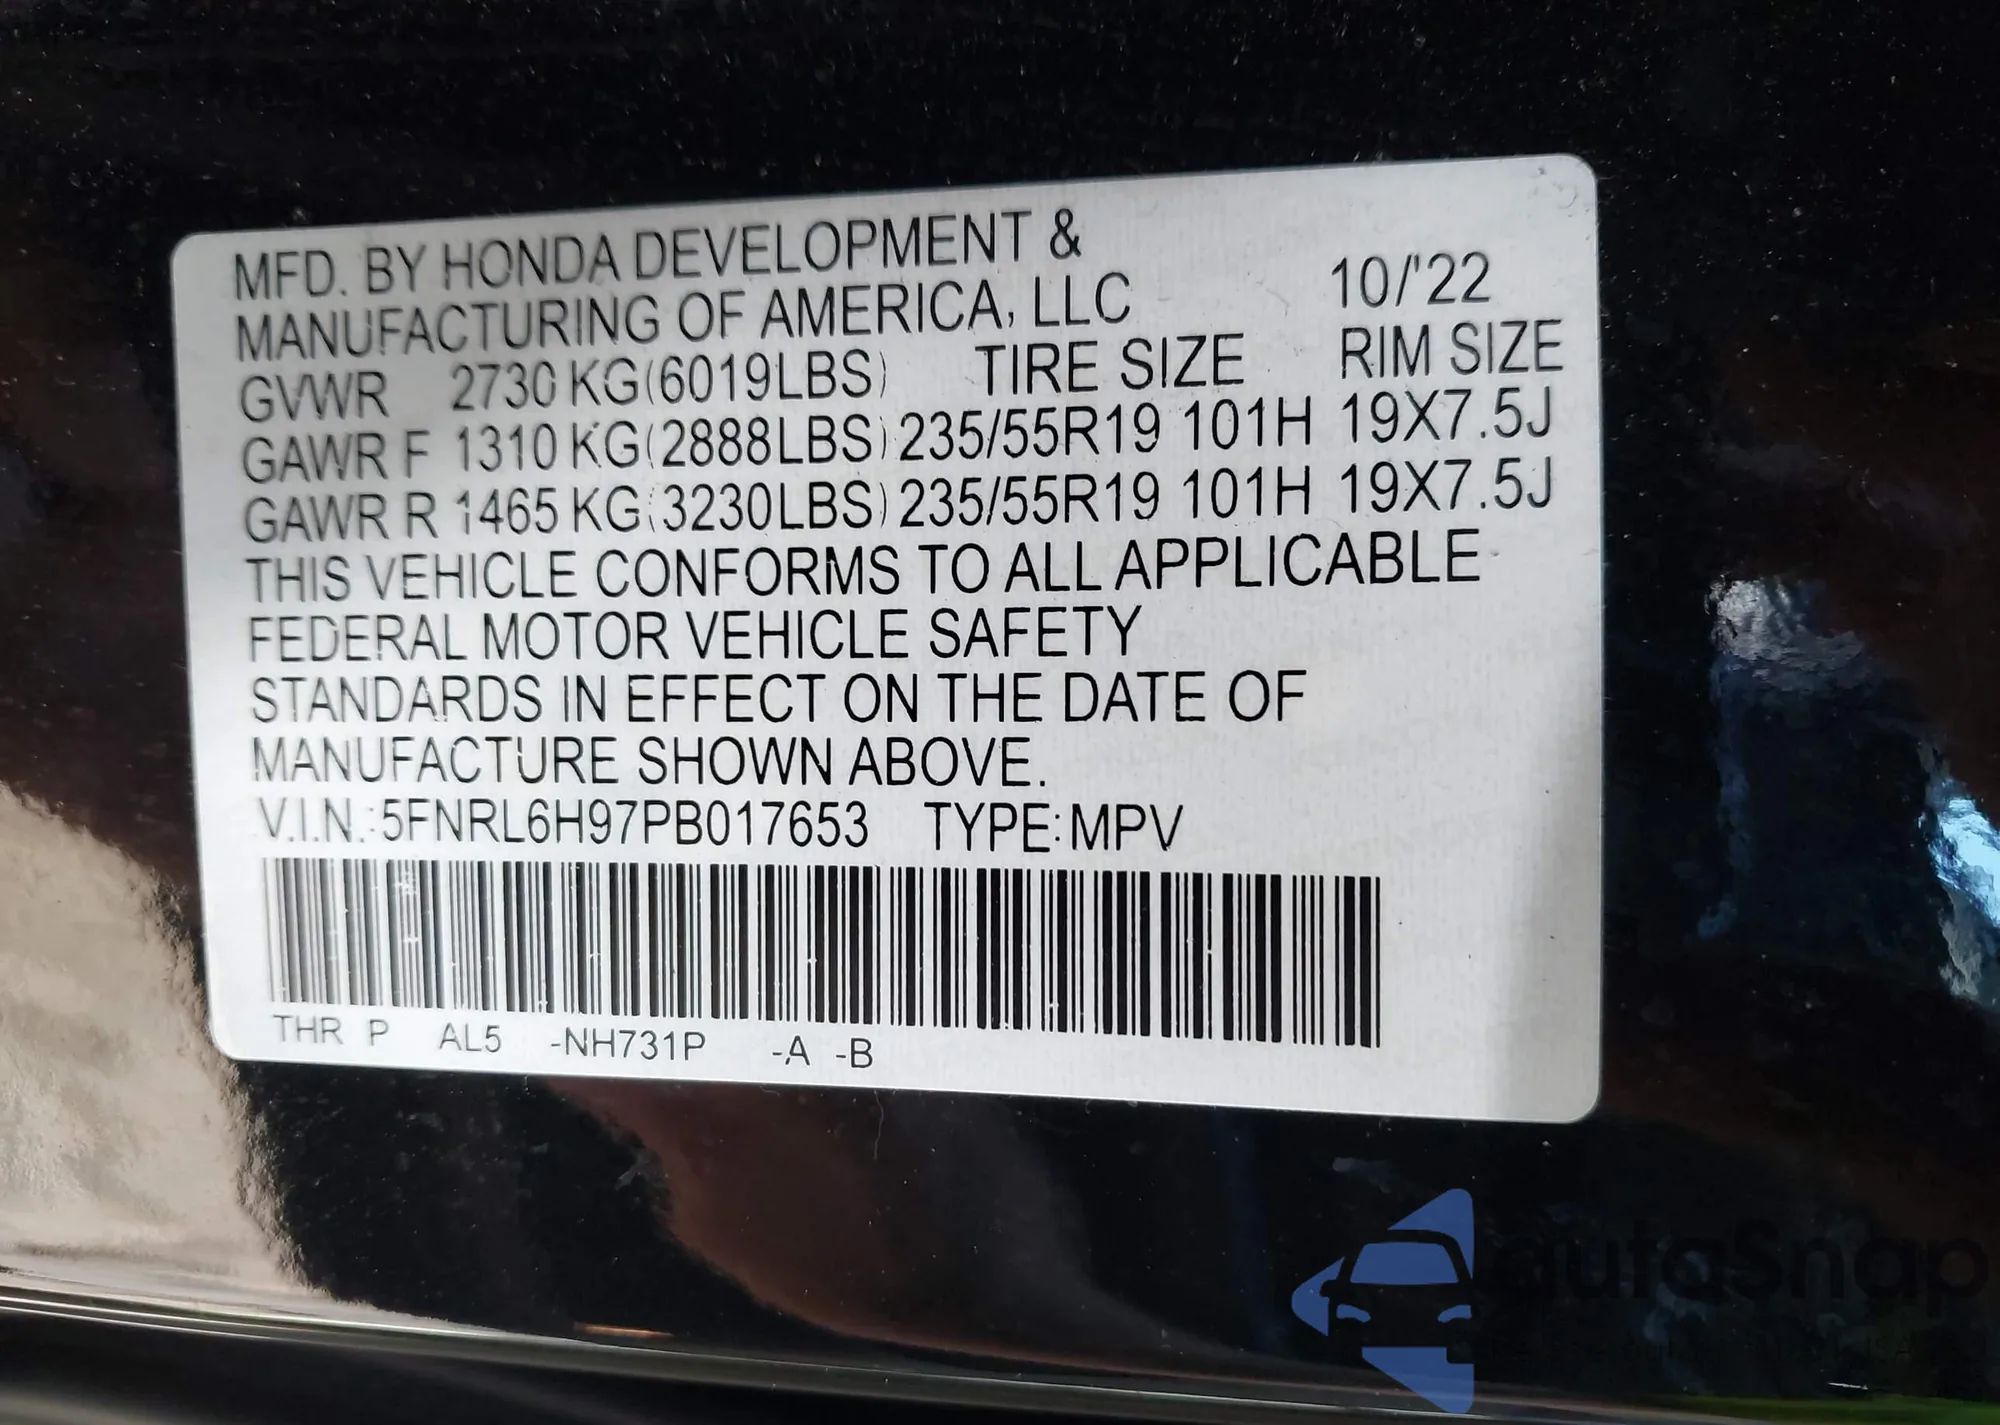 MFD. BY HONDA DEVELOPMENT &
MANUFACTURING OF AMERICA, LLC 10/'22
GVWR 2730 KG(6019LBS) TIRE SIZE RIM SIZE
GAWR F 1310 KG(2888LBS) 235/55R19 101H 19X7.5J
GAWR R 1465 KG(3230LBS) 235/55R19 101H 19X7.5J
THIS VEHICLE CONFORMS TO ALL APPLICABLE
FEDERAL MOTOR VEHICLE SAFETY
STANDARDS IN EFFECT ON THE DATE OF
MANUFACTURE SHOWN ABOVE.
V.I.N.:5FNRL6H97PB017653 TYPE:MPV
THR P AL5 -NH731P -A -B
autaSnap